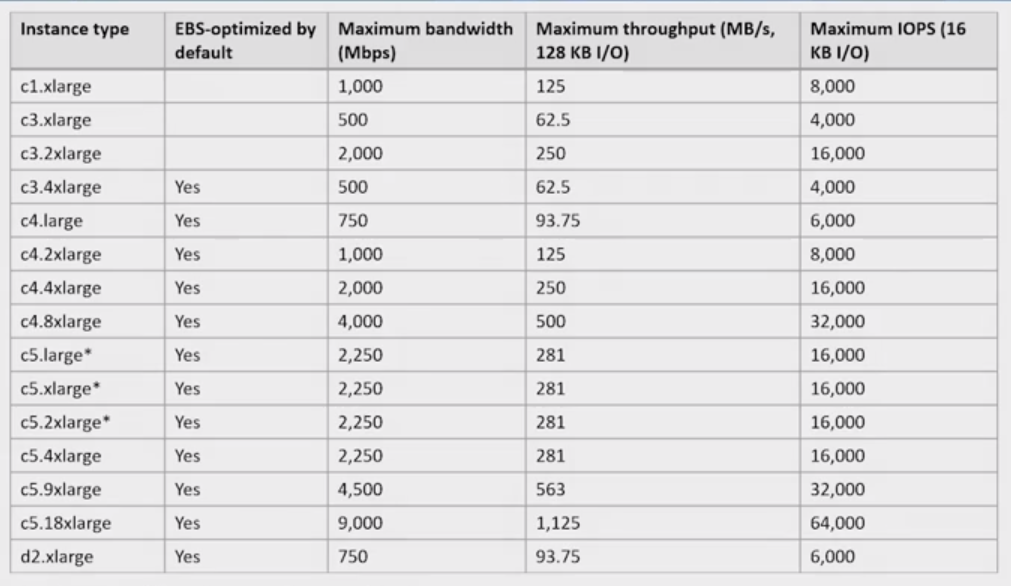 Instance type EBS-optimized by default Maximum bandwidth (Mbps) Maximum throughput (MB/s, 128 KB I/O) Maximum IOPS (16 KB I/O)
c1.xlarge 1,000 125 8,000
c3.xlarge 500 62.5 4,000
c3.2xlarge 2,000 250 16,000
c3.4xlarge Yes 500 62.5 4,000
c4.large Yes 750 93.75 6,000
c4.2xlarge Yes 1,000 125 8,000
c4.4xlarge Yes 2,000 250 16,000
c4.8xlarge Yes 4,000 500 32,000
c5.large* Yes 2,250 281 16,000
c5.xlarge* Yes 2,250 281 16,000
c5.2xlarge* Yes 2,250 281 16,000
c5.4xlarge Yes 2,250 281 16,000
c5.9xlarge Yes 4,500 563 32,000
c5.18xlarge Yes 9,000 1,125 64,000
d2.xlarge Yes 750 93.75 6,000